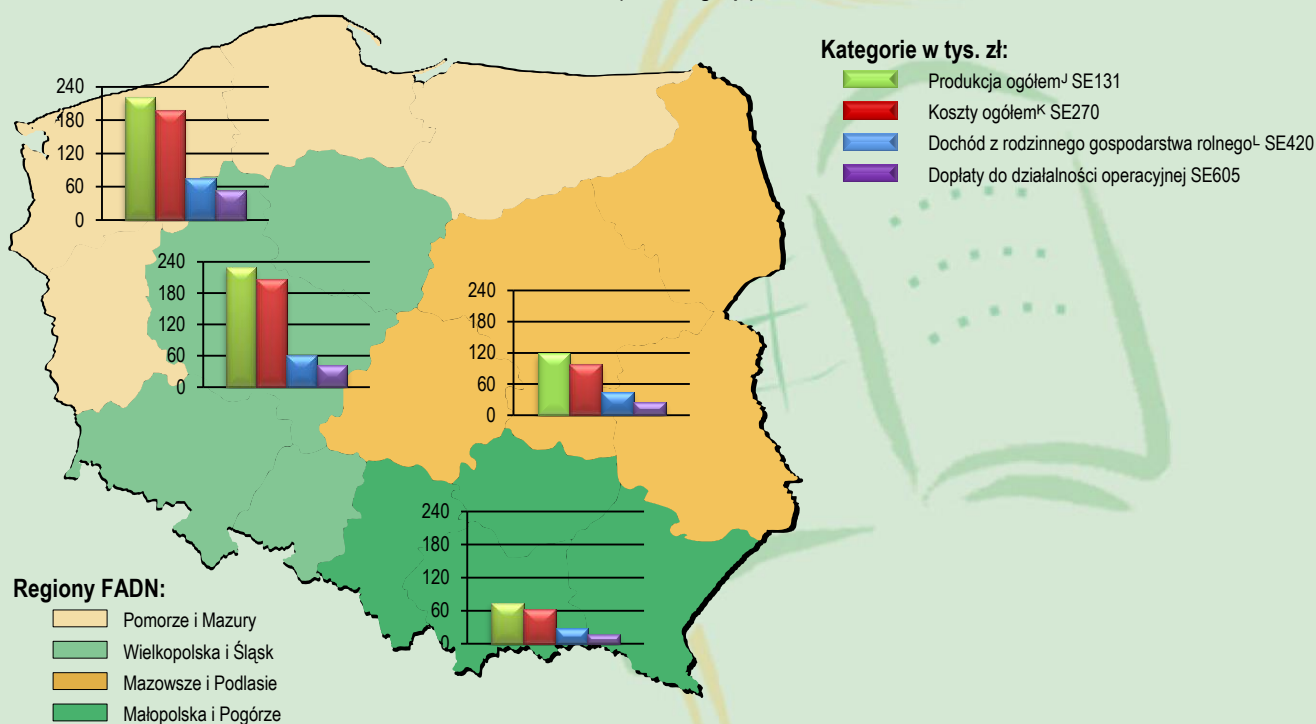 Kategorie w tys. zł:
Produkcja ogółemᴶ SE131
Koszty ogółemᴷ SE270
Dochód z rodzinnego gospodarstwa rolnegoᴸ SE420
Dopłaty do działalności operacyjnej SE605
240
180
120
60
0
240
180
120
60
0
240
180
120
60
0
240
180
120
60
0
Regiony FADN:
Pomorze i Mazury
Wielkopolska i Śląsk
Mazowsze i Podlasie
Małopolska i Pogórze